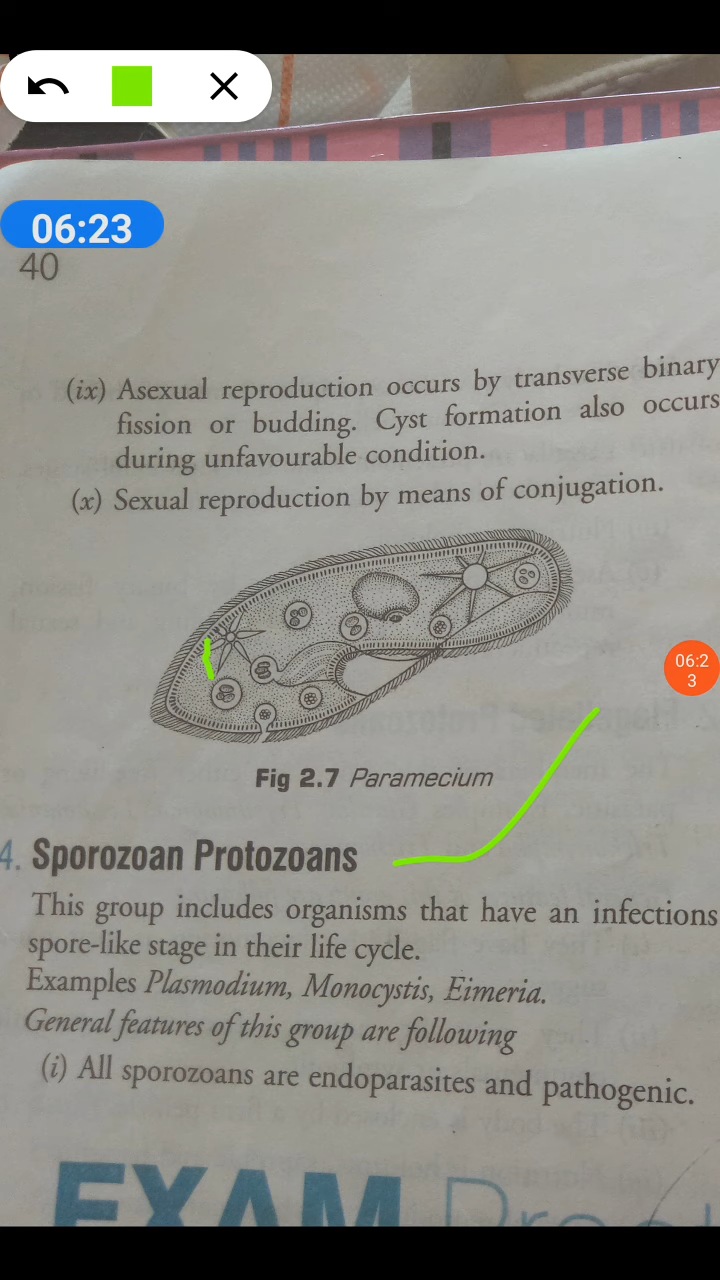 06:23
40
(ix) Asexual reproduction occurs by transverse binary
fission or budding. Cyst formation also occurs
during unfavourable condition.
(x) Sexual reproduction by means of conjugation.
06:2
3
Fig 2.7 Paramecium
4. Sporozoan Protozoans
This group includes organisms that have an infections
spore-like stage in their life cycle.
Examples Plasmodium, Monocystis, Eimeria.
General features of this group are following
(i) All sporozoans are endoparasites and pathogenic.
EXAM